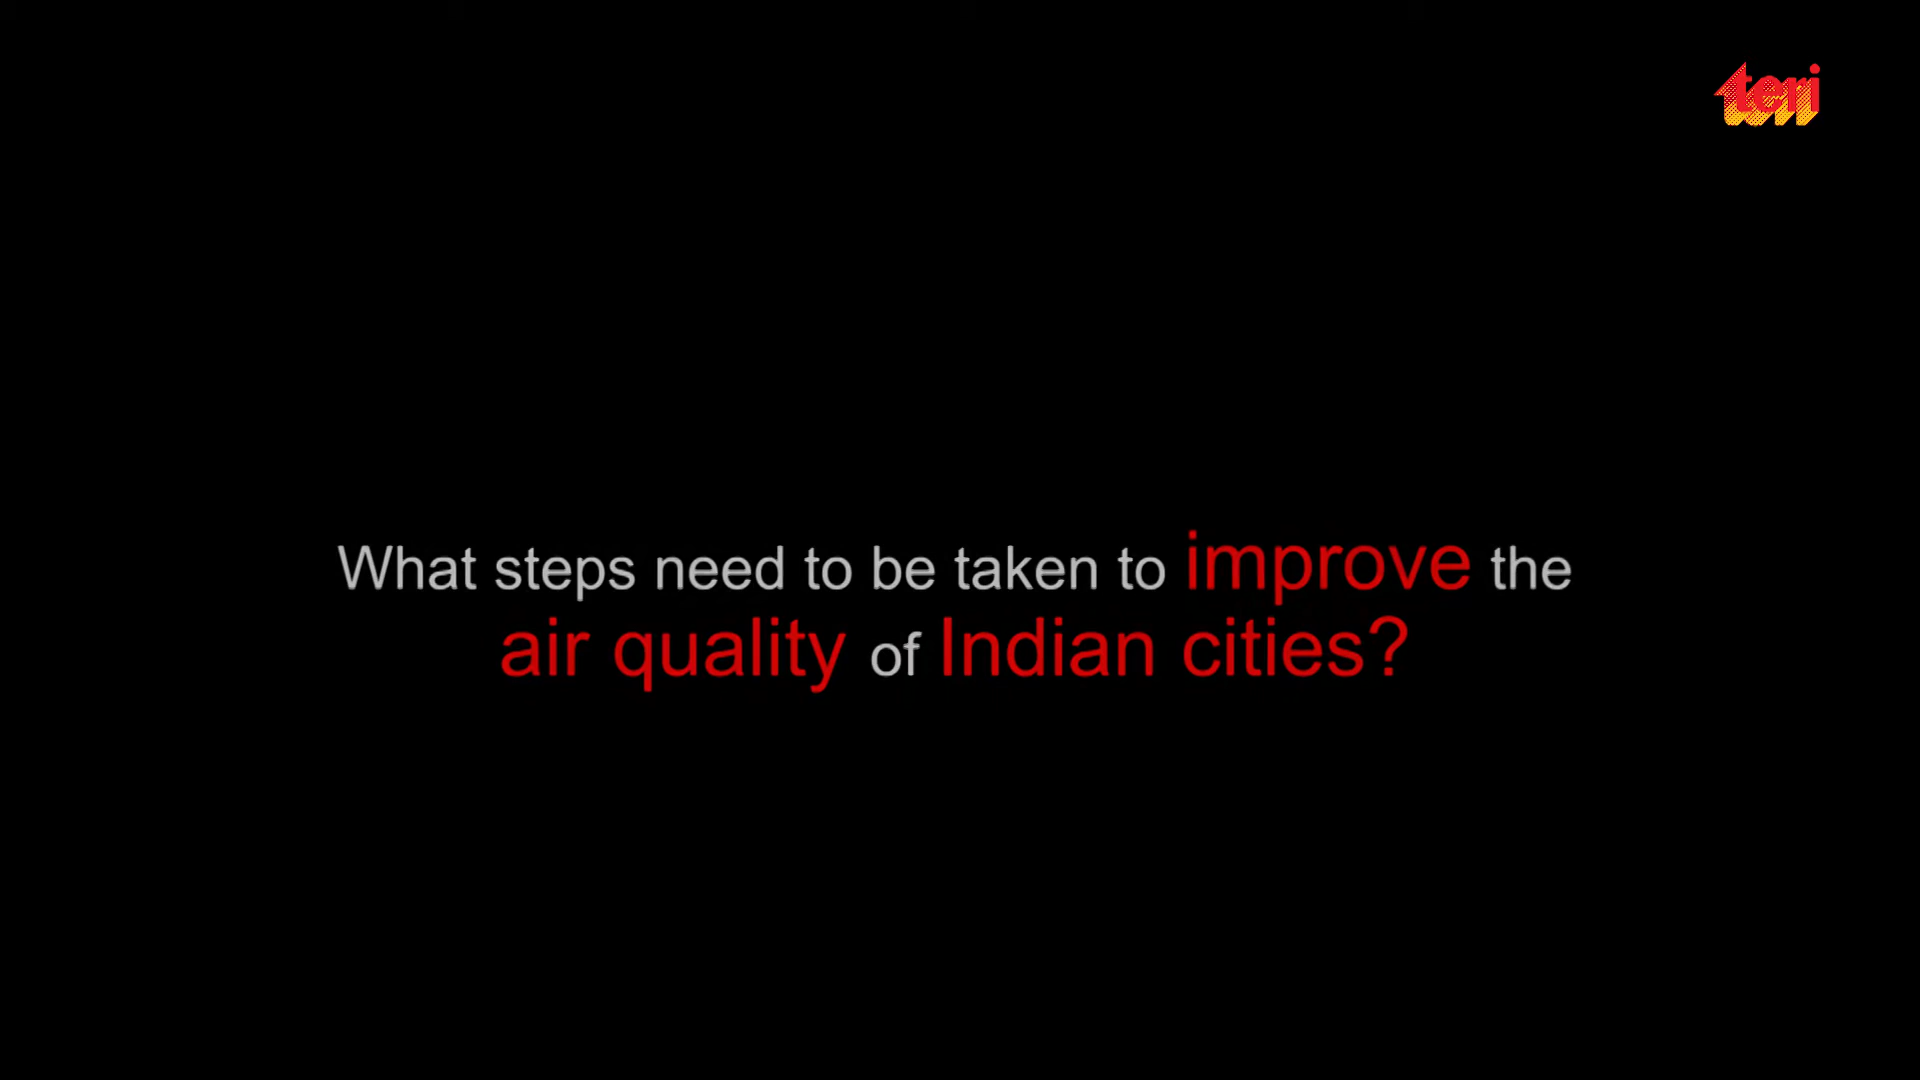 teri
What steps need to be taken to improve the
air quality of Indian cities?